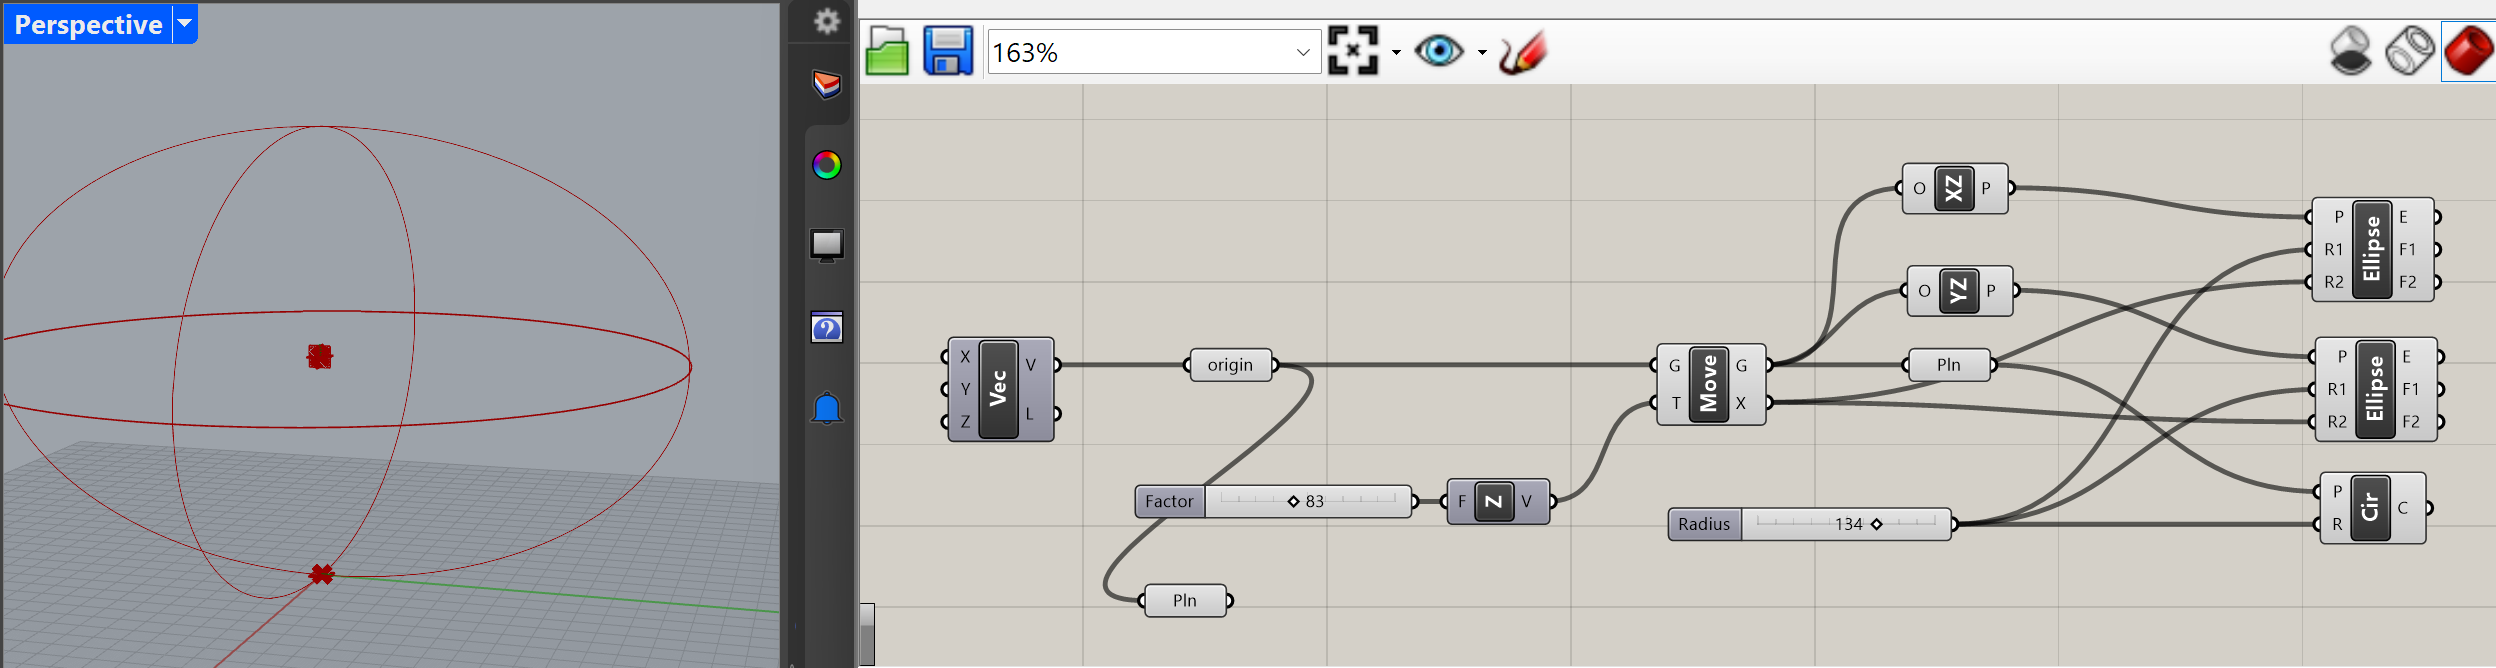 Perspective
163%
O XZ P
P E
R1 Ellipse F1
R2 F2
O YZ P
X V
Y Vec
Z L
origin
G Move G
T X
Pln
P E
R1 Ellipse F1
R2 F2
Factor 83
F Z V
Radius 134
P Cir C
R
Pln